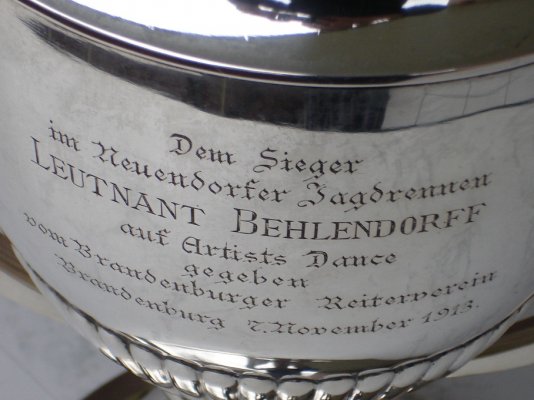 Dem Sieger
im Neuendorfer Jagdrennen
LEUTNANT BEHLENDORFF
auf Artists Dance
gegeben
vom Brandenburger Reiterverein
Brandenburg 7. November 1913.